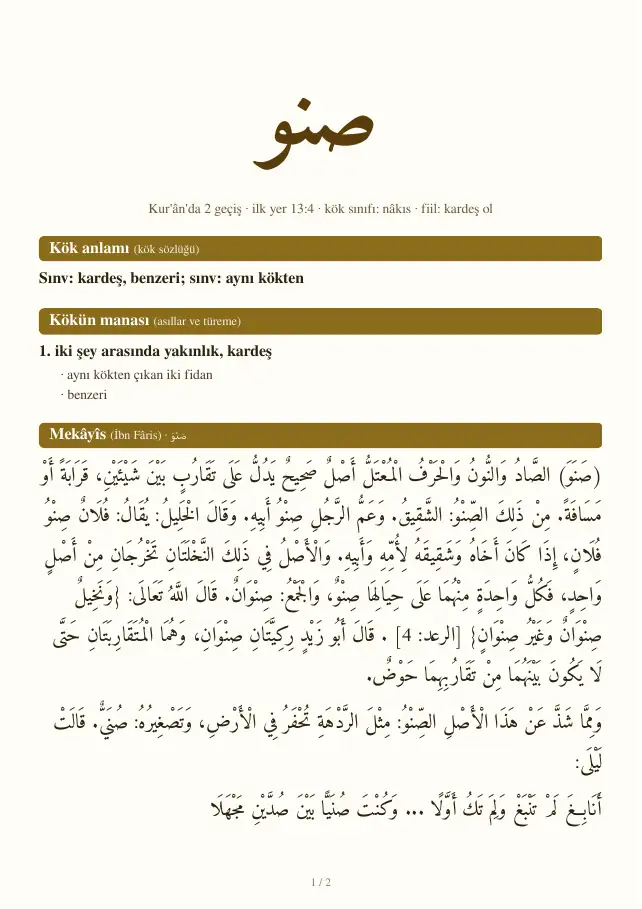 صنو
Kur'ân'da 2 geçiş · ilk yer 13:4 · kök sınıfı: nâkıs · fiil: kardeş ol
Kök anlamı (kök sözlüğü)
Sınv: kardeş, benzeri; sınv: aynı kökten
Kökün manası (asıllar ve türeme)
1. iki şey arasında yakınlık, kardeş
· aynı kökten çıkan iki fidan
· benzeri
Mekâyîs (İbn Fâris) · صَنَوَ
(صَنَوَ) الصَّادُ وَالنُّونُ وَالْحَرْفُ الْمُعْتَلُّ أَصْلٌ صَحِيحٌ يَدُلُّ عَلَى تَقَارُبٍ بَيْنَ شَيْئَيْنِ، قَرَابَةً أَوْ
مَسَافَةً. مِنْ ذَلِكَ الصِّنْوُ: الشَّقِيقُ. وَعَمُّ الرَّجُلِ صِنْوُ أَبِيهِ. وَقَالَ الْخَلِيلُ: يُقَالُ: فُلَانٌ صِنْوُ
فُلَانٍ، إِذَا كَانَ أَخَاهُ وَشَقِيقَهُ لِأُمِّهِ وَأَبِيهِ. وَالْأَصْلُ فِي ذَلِكَ النَّخْلَتَانِ تَخْرُجَانِ مِنْ أَصْلٍ
وَاحِدٍ، فَكُلُّ وَاحِدَةٍ مِنْهُمَا عَلَى حِيَالِهَا صِنْوٌ، وَالْجَمْعُ: صِنْوَانٌ. قَالَ اللَّهُ تَعَالَى: {وَنَخِيلٌ
صِنْوَانٌ وَغَيْرُ صِنْوَانٍ} [الرعد: 4] . قَالَ أَبُو زَيْدٍ رِكِيَّتَانِ صِنْوَانِ، وَهُمَا الْمُتَقَارِبَتَانِ حَتَّى
لَا يَكُونَ بَيْنَهُمَا مِنْ تَقَارُبِهِمَا حَوْضٌ.
وَمِمَّا شَذَّ عَنْ هَذَا الْأَصْلِ الصِّنْوُ: مِثْلَ الرَّدْهَةِ تُحْفَرُ فِي الْأَرْضِ، وَتَصْغِيرُهُ: صُنَيٌّ. قَالَتْ
لَيْلَى:
أَنَابِغَ لَمْ تَنْبَغْ وَلَمَ تَكُ أَوَّلًا ... وَكُنْتَ صُنَيًّا بَيْنَ صُدَّيْنِ مَجْهَلَا
1 / 2